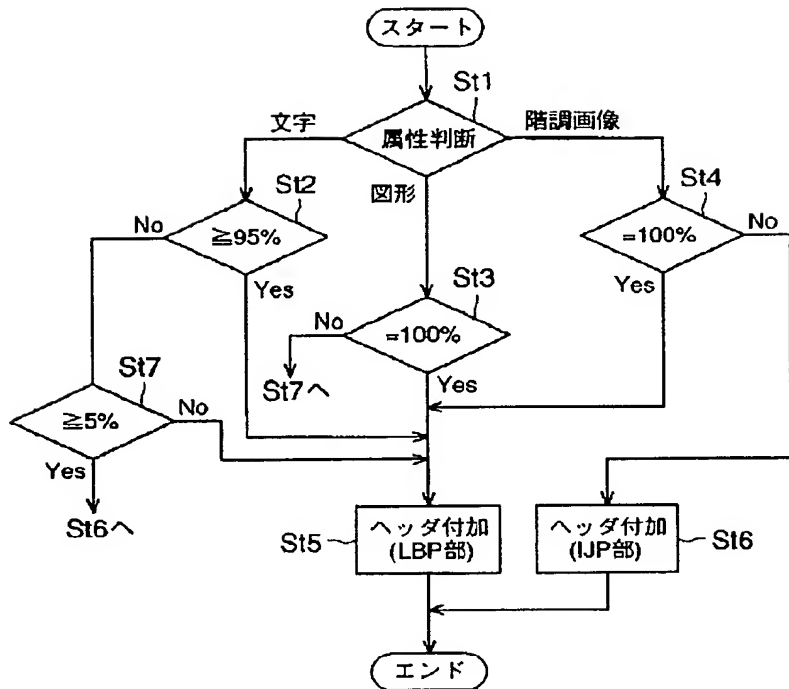 スタート
St1
属性判断
文字
階調画像
図形
St2
≧95%
No
Yes
St4
=100%
No
Yes
St3
=100%
No
Yes
St7へ
St7
≧5%
No
Yes
St6へ
St5
ヘッダ付加
(LBP部)
ヘッダ付加
(IJP部)
St6
エンド